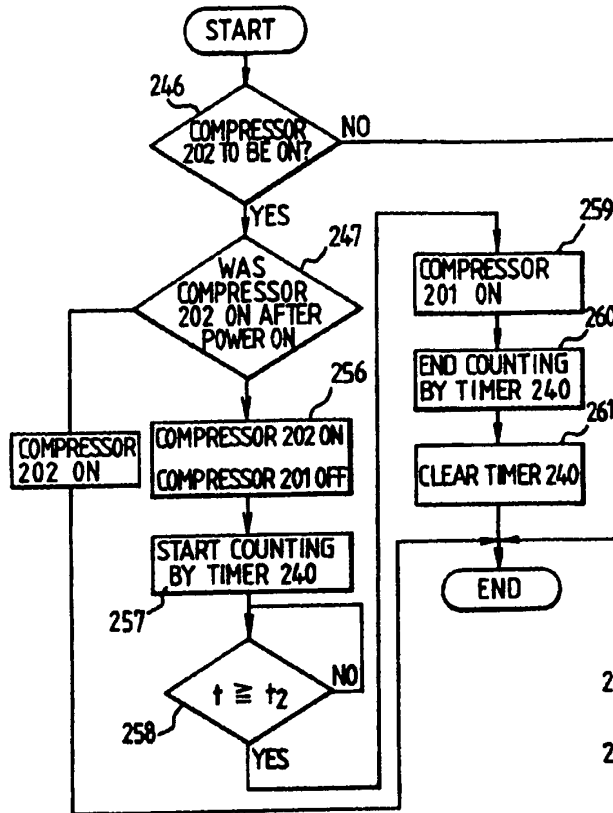 START
246
COMPRESSOR
202 TO BE ON?
NO
YES
247
WAS
COMPRESSOR
202 ON AFTER
POWER ON
COMPRESSOR
202 ON
256
COMPRESSOR 202 ON
COMPRESSOR 201 OFF
START COUNTING
BY TIMER 240
257
t ≧ t2
NO
258
YES
259
COMPRESSOR
201 ON
260
END COUNTING
BY TIMER 240
261
CLEAR TIMER 240
END
2
2